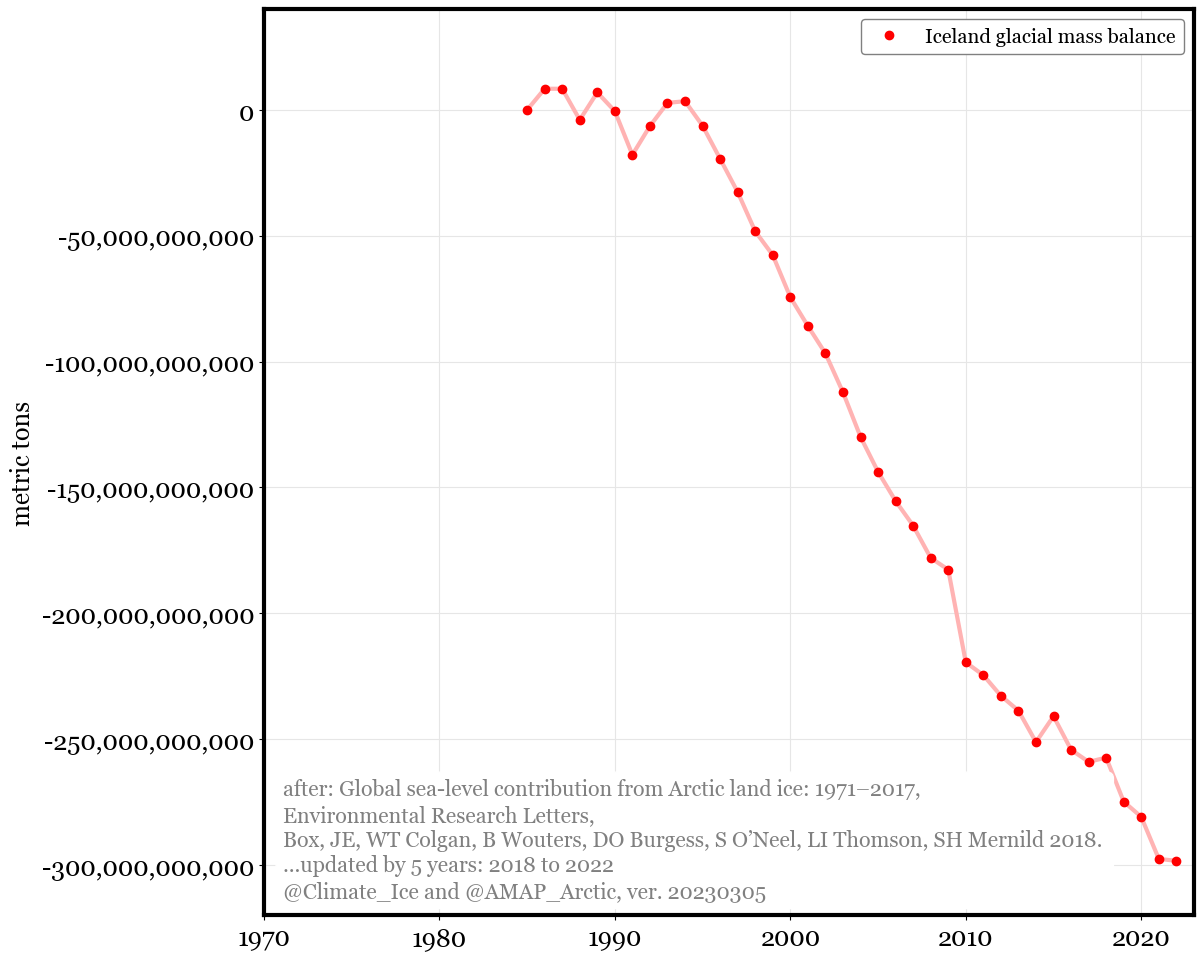 Iceland glacial mass balance
0
-50,000,000,000
-100,000,000,000
-150,000,000,000
-200,000,000,000
-250,000,000,000
-300,000,000,000
metric tons
after: Global sea-level contribution from Arctic land ice: 1971–2017,
Environmental Research Letters,
Box, JE, WT Colgan, B Wouters, DO Burgess, S O’Neel, LI Thomson, SH Mernild 2018.
...updated by 5 years: 2018 to 2022
@Climate_Ice and @AMAP_Arctic, ver. 20230305
1970 1980 1990 2000 2010 2020